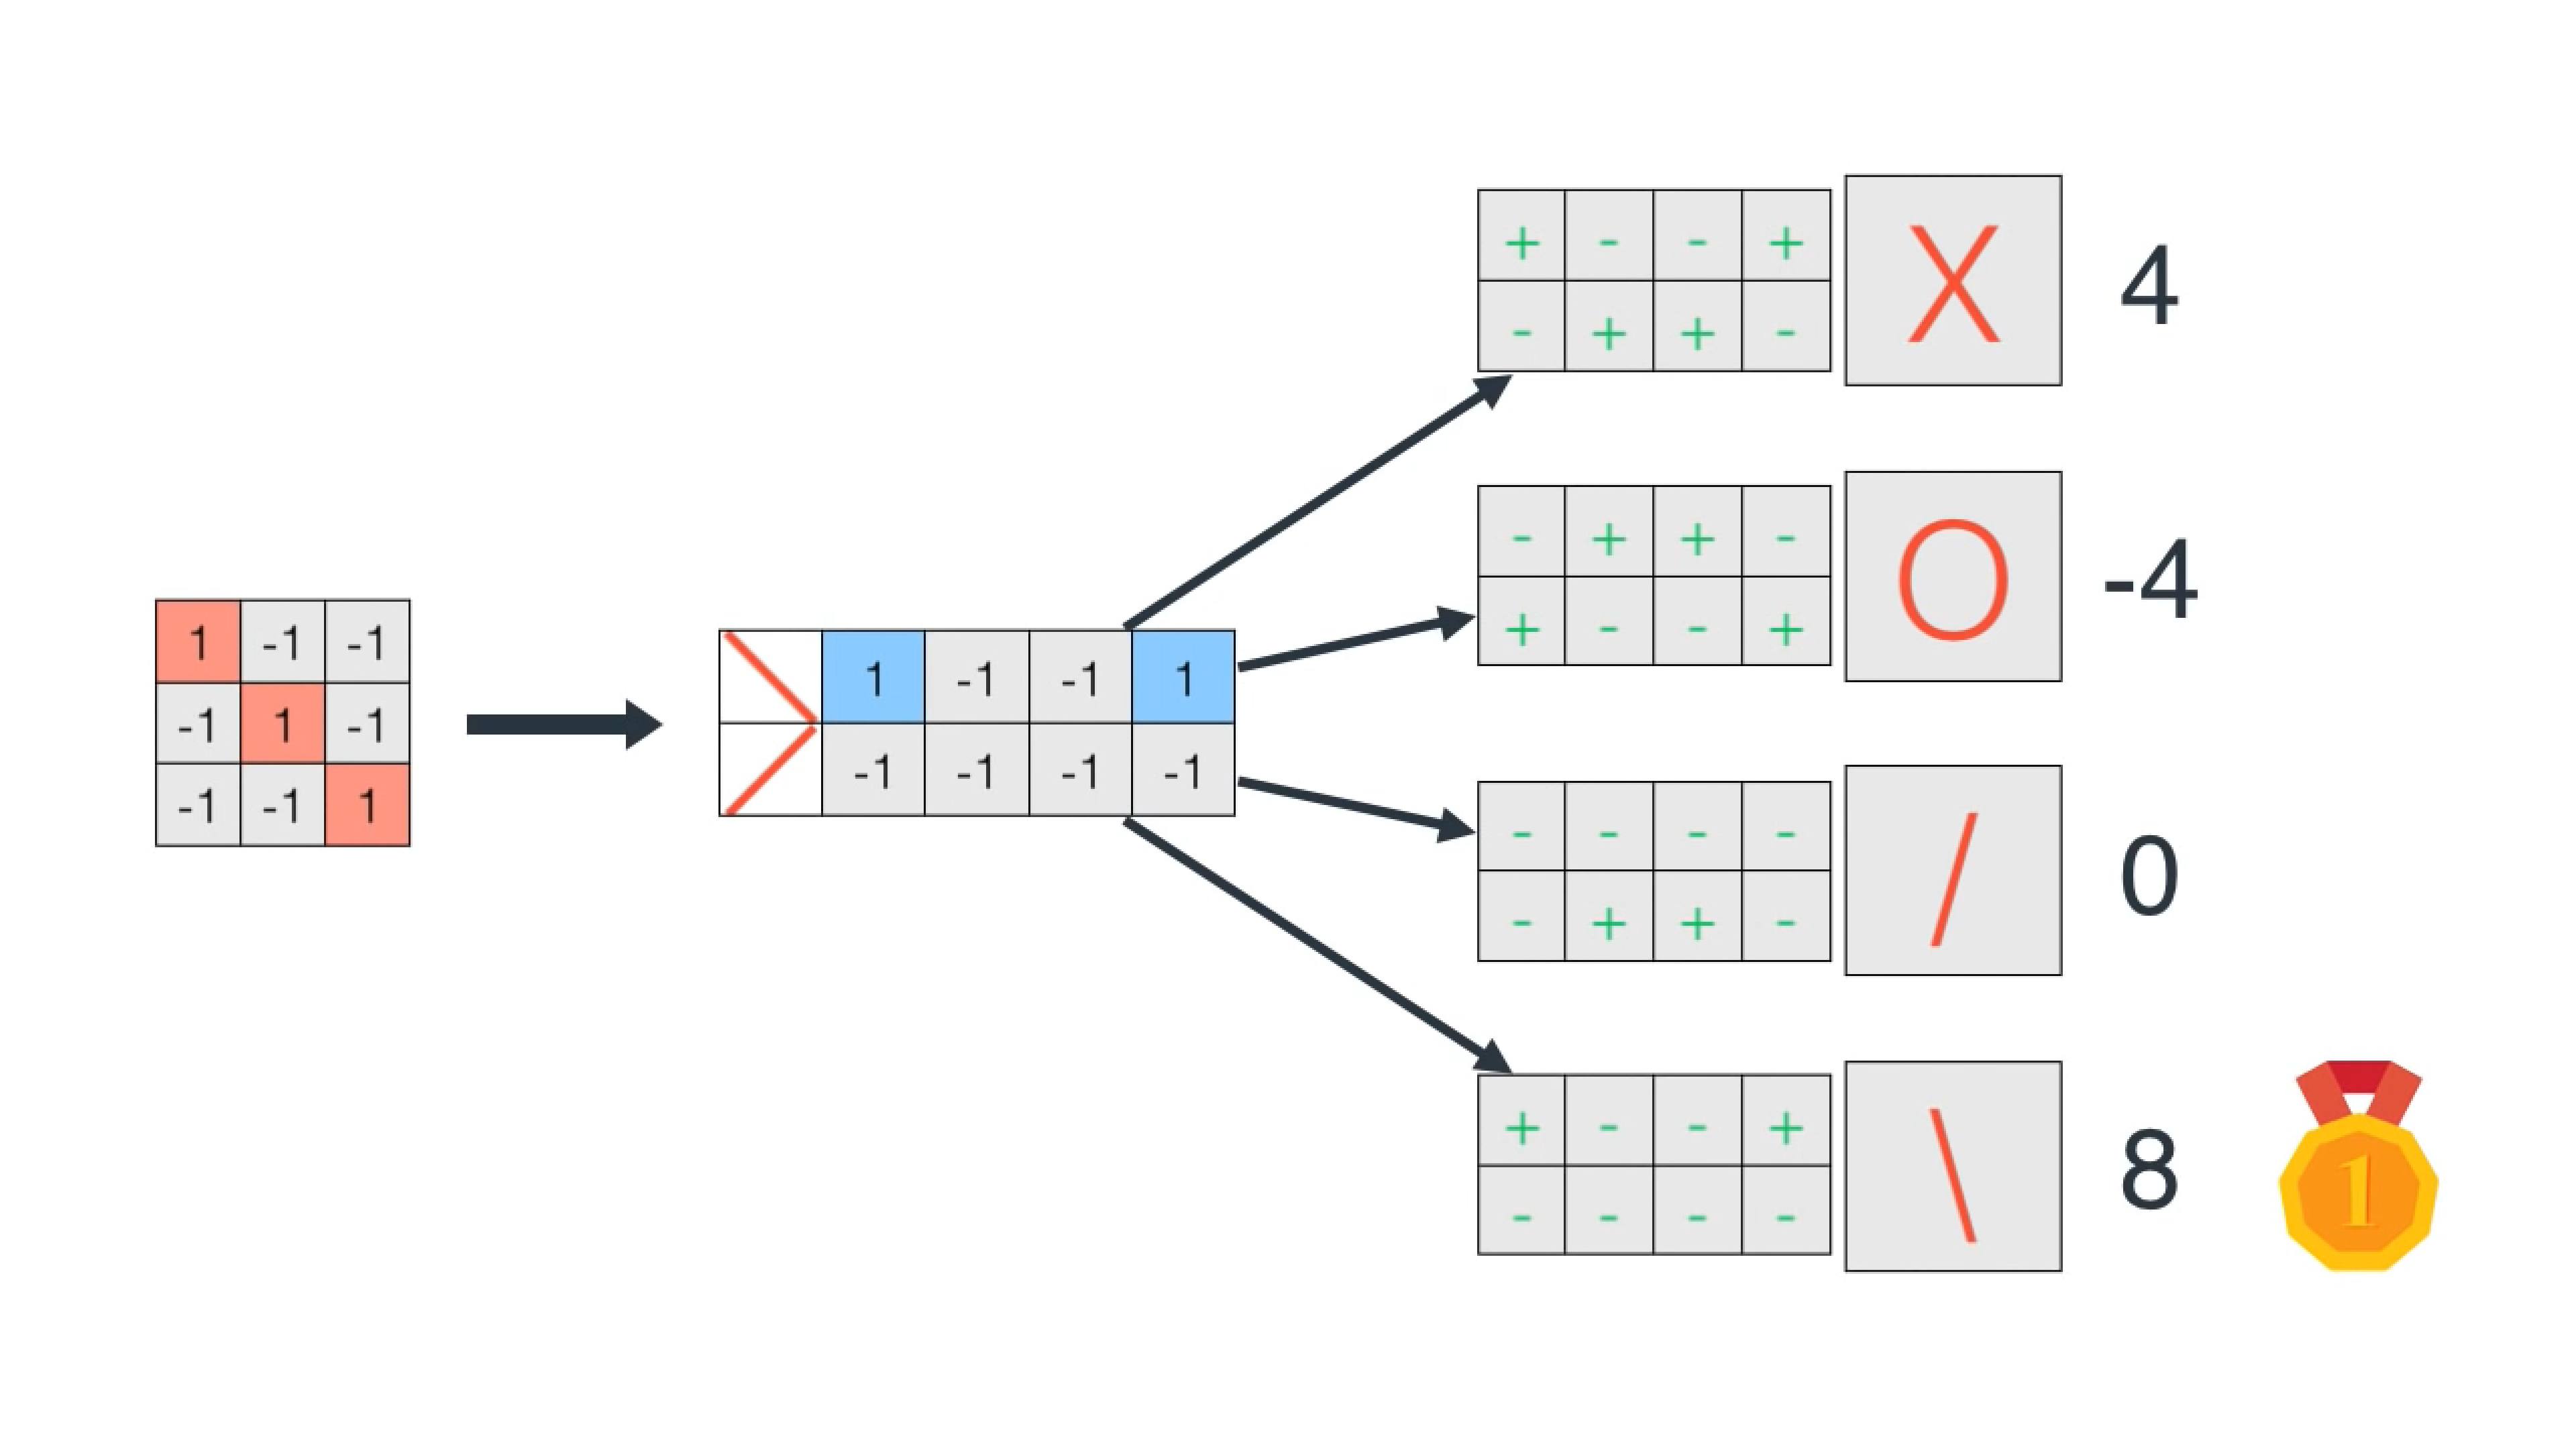 1 -1 -1
-1 1 -1
-1 -1 1
\ 1 -1 -1 1
/ -1 -1 -1 -1
+ - - +
- + + -
X 4
- + + -
+ - - +
O -4
- - - -
- + + -
/ 0
+ - - +
- - - -
\ 8
1